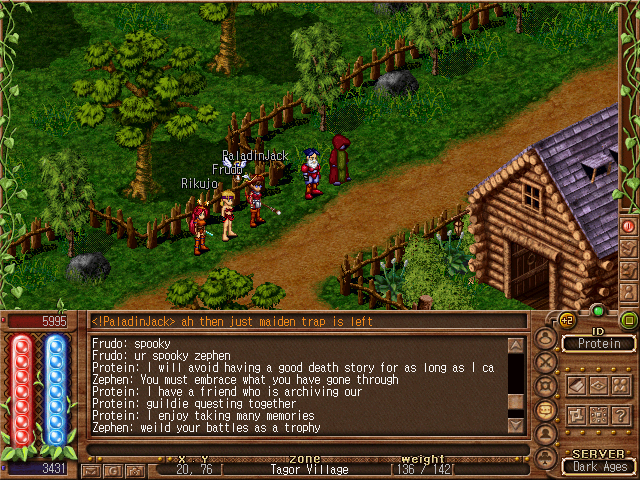 PaladinJack
Frudo
Rikujo
5995
<!PaladinJack> ah then just maiden trap is left
+2
ID
Protein
Frudo: spooky
Frudo: ur spooky zephen
Protein: I will avoid having a good death story for as long as I ca
Zephen: You must embrace what you have gone through
Protein: I have a friend who is archiving our
Protein: guildie questing together
Protein: I enjoy taking many memories
Zephen: weild your battles as a trophy
?
SERVER
Dark Ages
x y zone weight
3431
G
20, 76 [ Tagor Village [136 / 142[